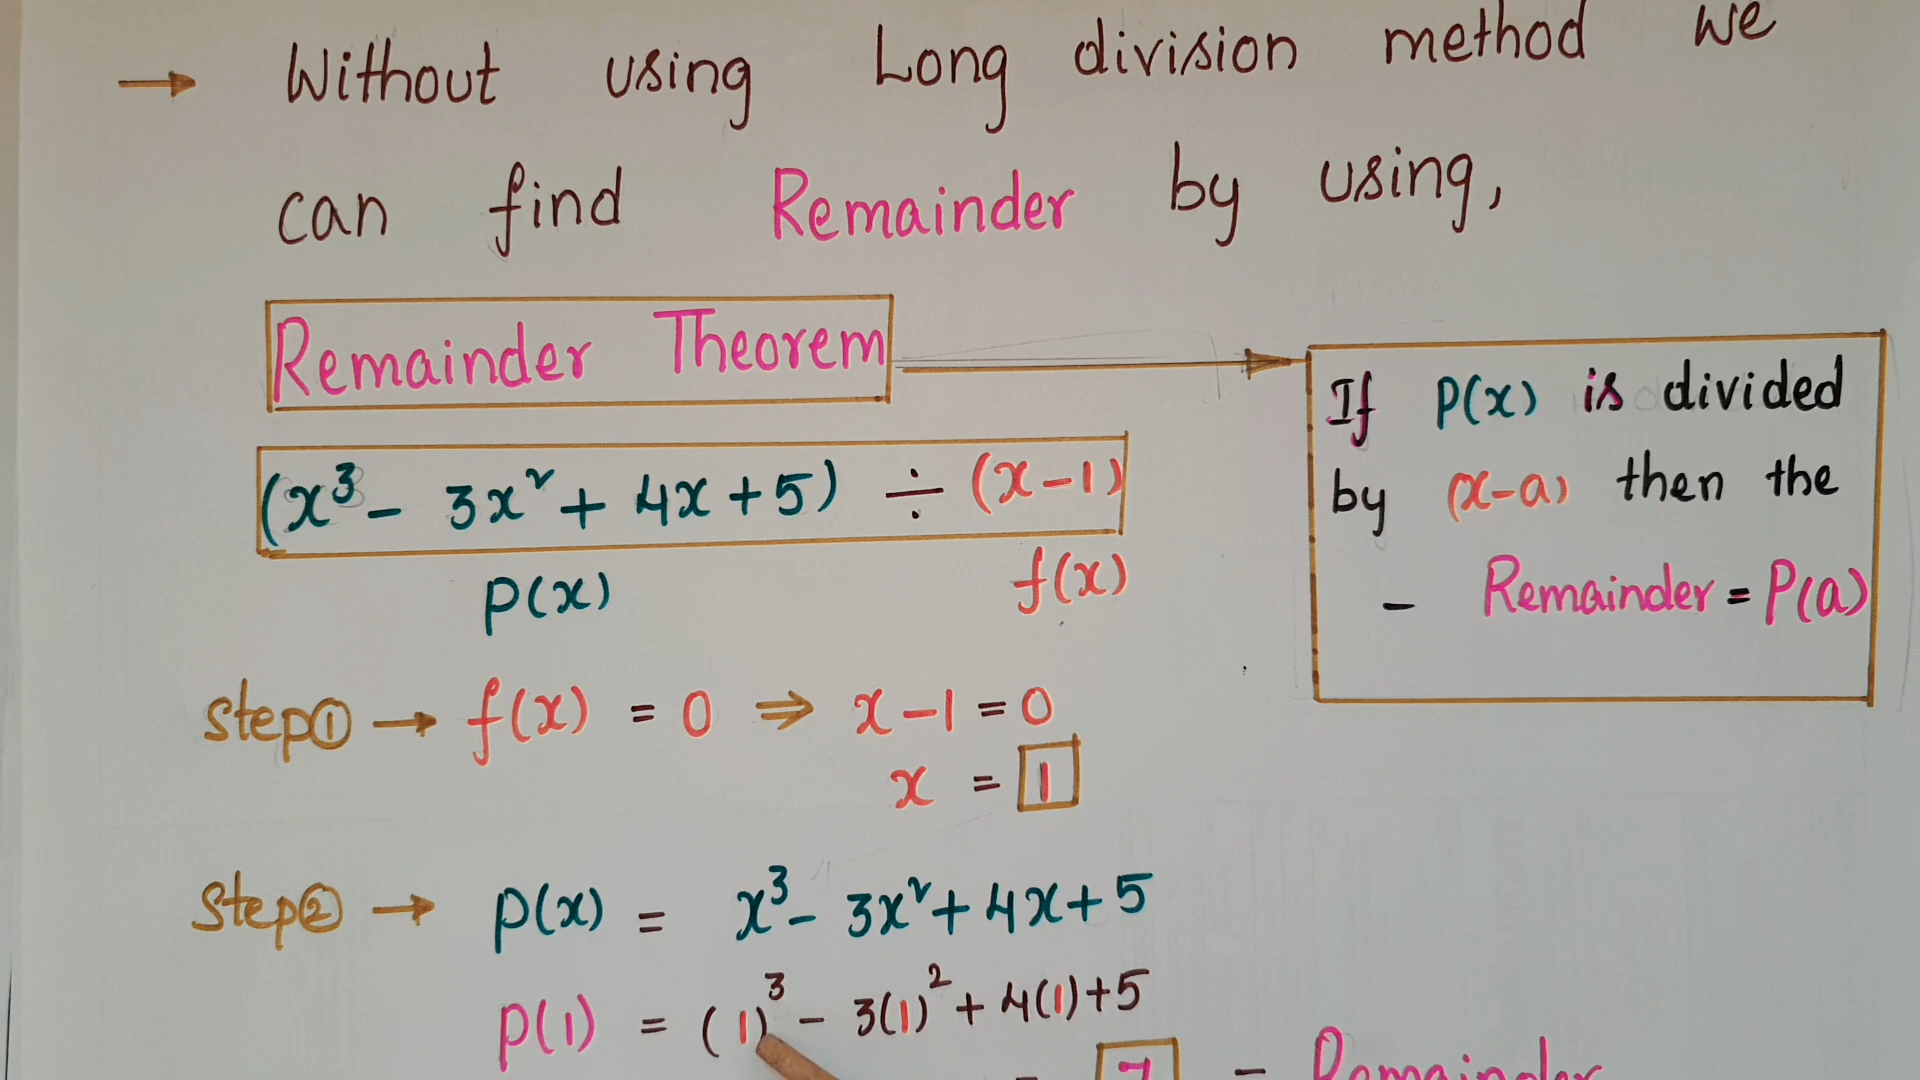 → Without using Long division method we
can find Remainder by using,
Remainder Theorem
If P(x) is divided
by (x-a) then the
- Remainder = P(a)
(x³ - 3x² + 4x + 5) ÷ (x-1)
p(x) f(x)
Step① → f(x) = 0 ⇒ x-1 = 0
x = 1
Step② → p(x) = x³ - 3x² + 4x + 5
p(1) = (1)³ - 3(1)² + 4(1) + 5
= 7 - Remainder